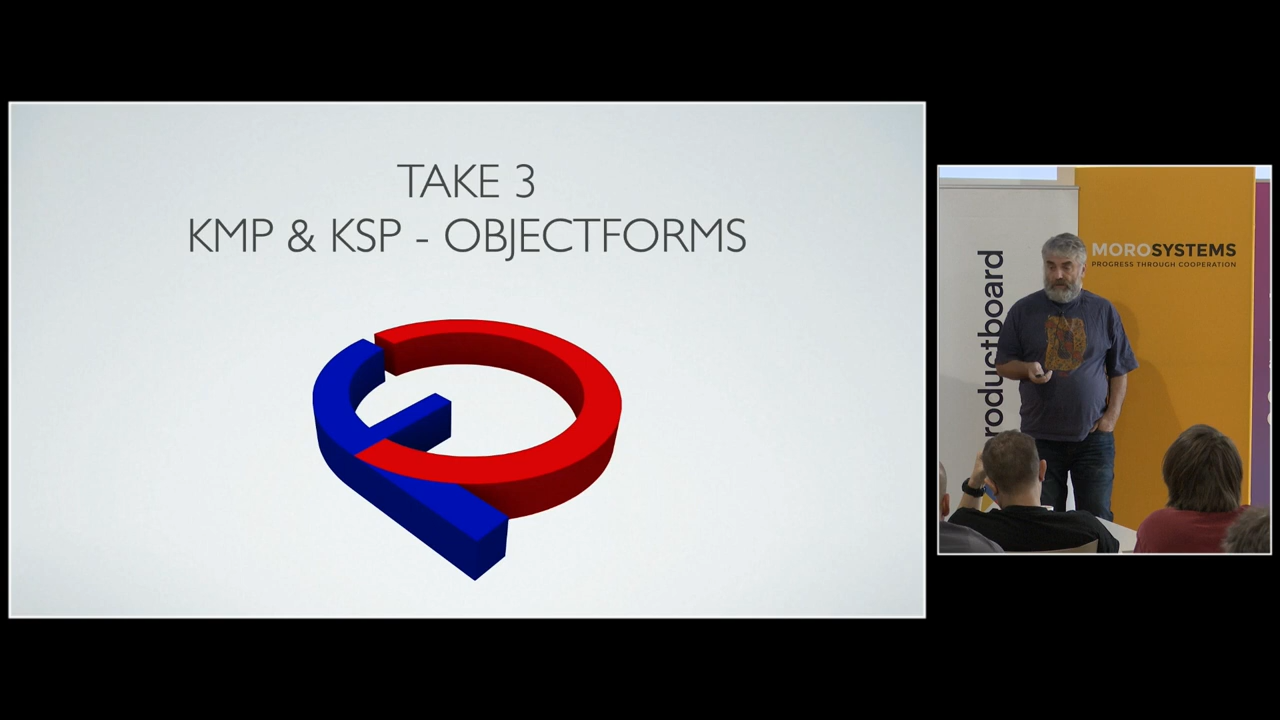 TAKE 3
KMP & KSP - OBJECTFORMS
roductboard
MOROSYSTEMS
PROGRESS THROUGH COOPERATION